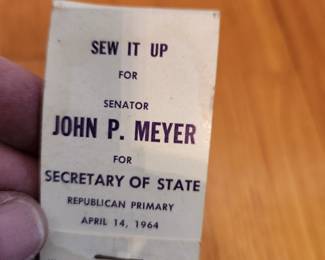 SEW IT UP
FOR
SENATOR
JOHN P. MEYER
FOR
SECRETARY OF STATE
REPUBLICAN PRIMARY
APRIL 14, 1964